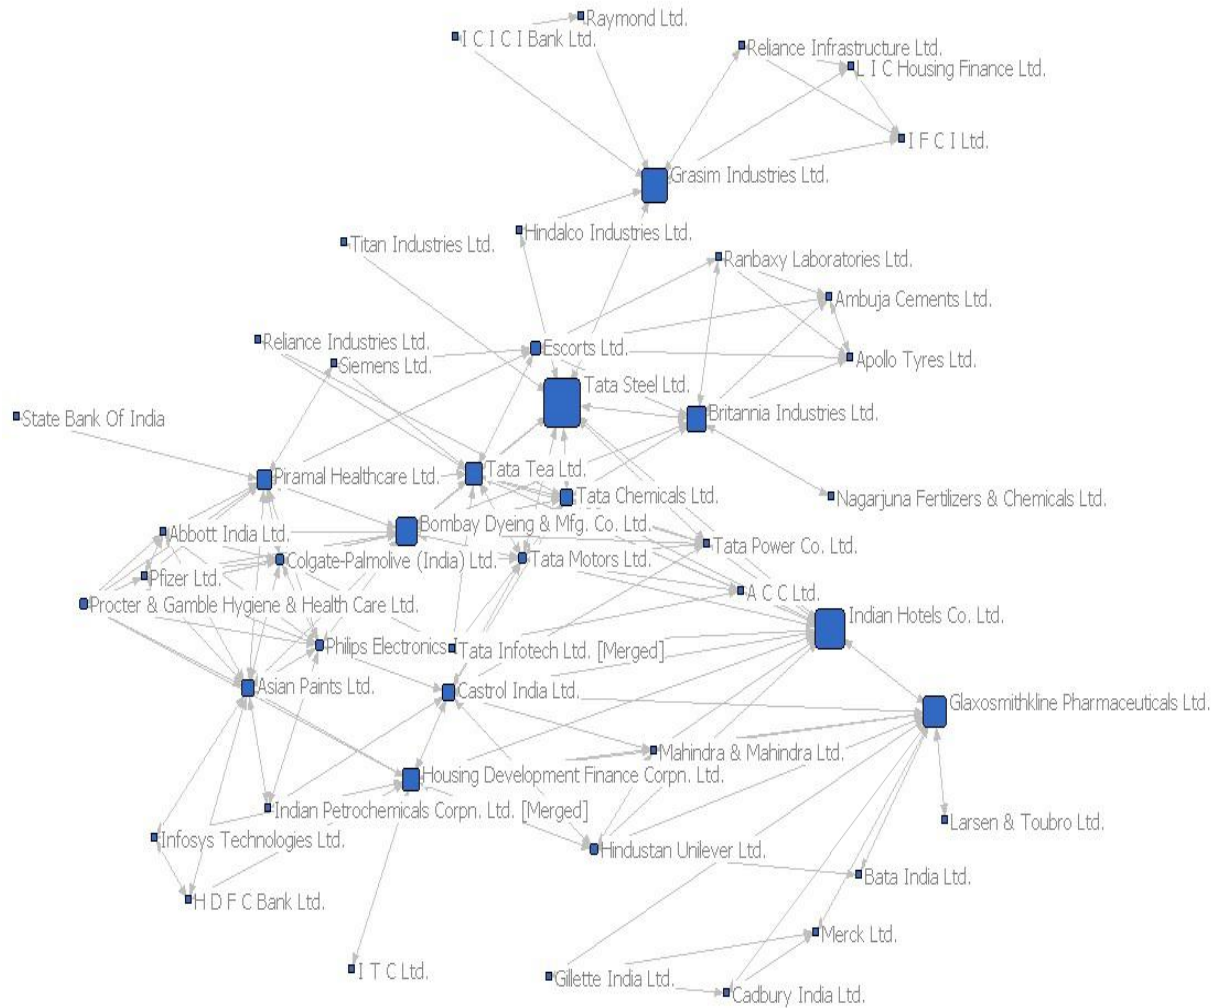 Raymond Ltd.
I C I C I Bank Ltd.
Reliance Infrastructure Ltd.
L I C Housing Finance Ltd.
I F C I Ltd.
Grasim Industries Ltd.
Hindalco Industries Ltd.
Titan Industries Ltd.
Ranbaxy Laboratories Ltd.
Ambuja Cements Ltd.
Reliance Industries Ltd.
Escorts Ltd.
Apollo Tyres Ltd.
Siemens Ltd.
Tata Steel Ltd.
Britannia Industries Ltd.
State Bank Of India
Tata Tea Ltd.
Piramal Healthcare Ltd.
Tata Chemicals Ltd.
Nagarjuna Fertilizers & Chemicals Ltd.
Bombay Dyeing & Mfg. Co. Ltd.
Abbott India Ltd.
Tata Power Co. Ltd.
Colgate-Palmolive (India) Ltd.
Tata Motors Ltd.
Pfizer Ltd.
A C C Ltd.
Procter & Gamble Hygiene & Health Care Ltd.
Indian Hotels Co. Ltd.
Philips Electronics I
Tata Infotech Ltd. [Merged]
Asian Paints Ltd.
Castrol India Ltd.
Glaxosmithkline Pharmaceuticals Ltd.
Mahindra & Mahindra Ltd.
Housing Development Finance Corpn. Ltd.
Indian Petrochemicals Corpn. Ltd. [Merged]
Larsen & Toubro Ltd.
Infosys Technologies Ltd.
Hindustan Unilever Ltd.
Bata India Ltd.
H D F C Bank Ltd.
Merck Ltd.
I T C Ltd.
Gillette India Ltd.
Cadbury India Ltd.